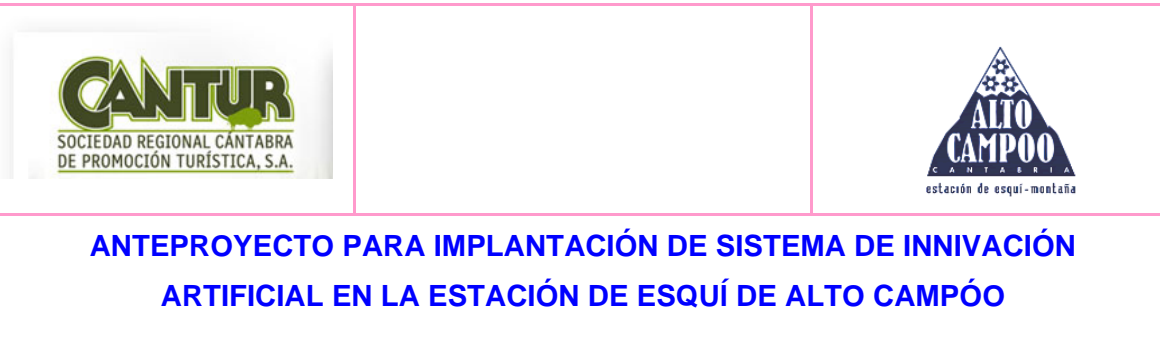 CANTUR
SOCIEDAD REGIONAL CÁNTABRA
DE PROMOCIÓN TURÍSTICA, S.A.
ALTO
CAMPOO
CANTABRIA
estación de esquí-montaña
ANTEPROYECTO PARA IMPLANTACIÓN DE SISTEMA DE INNIVACIÓN
ARTIFICIAL EN LA ESTACIÓN DE ESQUÍ DE ALTO CAMPÓO